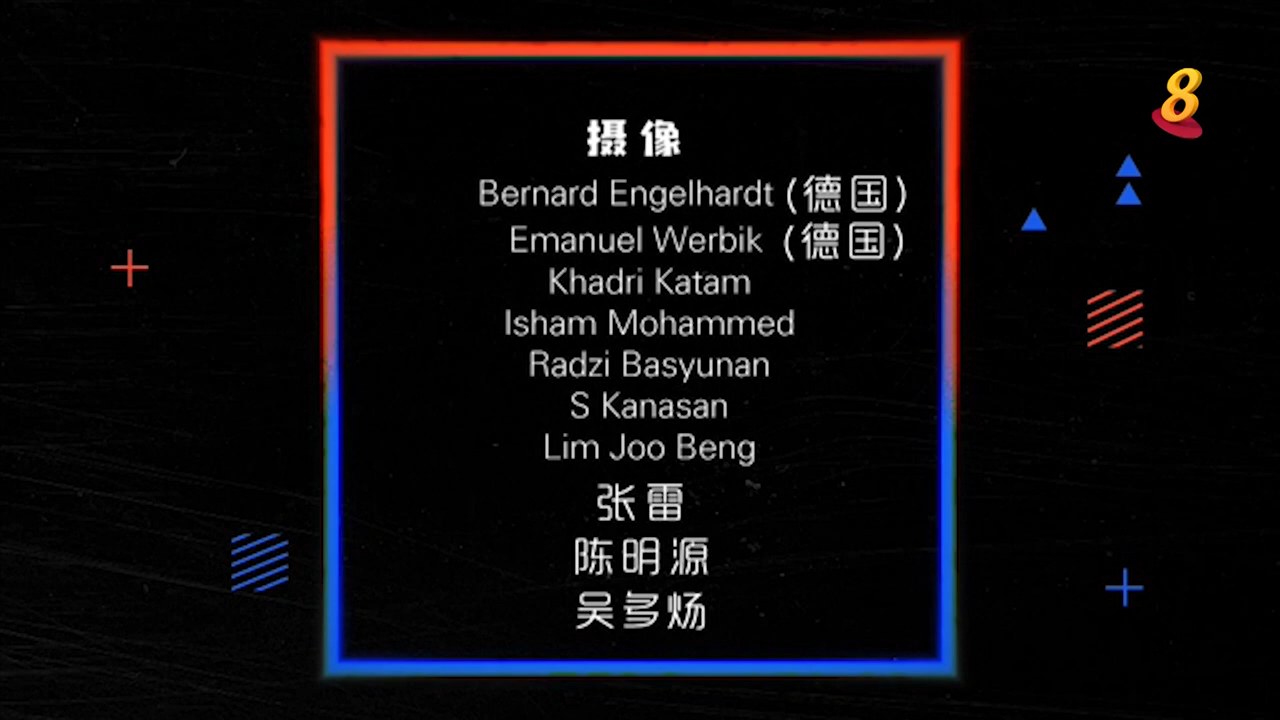 8
摄像
Bernard Engelhardt (德国)
Emanuel Werbik (德国)
Khadri Katam
Isham Mohammed
Radzi Basyunan
S Kanasan
Lim Joo Beng
张雷
陈明源
吴多炀